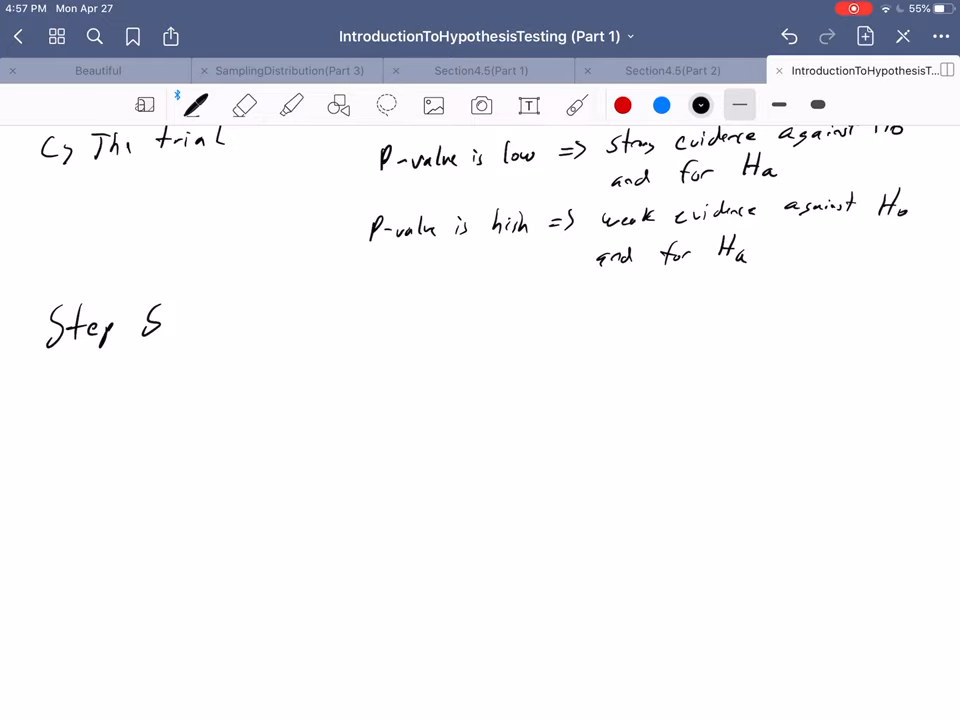 4:57 PM Mon Apr 27
55%
IntroductionToHypothesisTesting (Part 1)
Beautiful
SamplingDistribution(Part 3)
Section4.5(Part 1)
Section4.5 (Part 2)
IntroductionToHypothesisT...
T
↳ The trial
P-value is low => strong evidence against Ho
and for Ha
P-value is high => weak evidence against Ho
and for Ha
Step 5